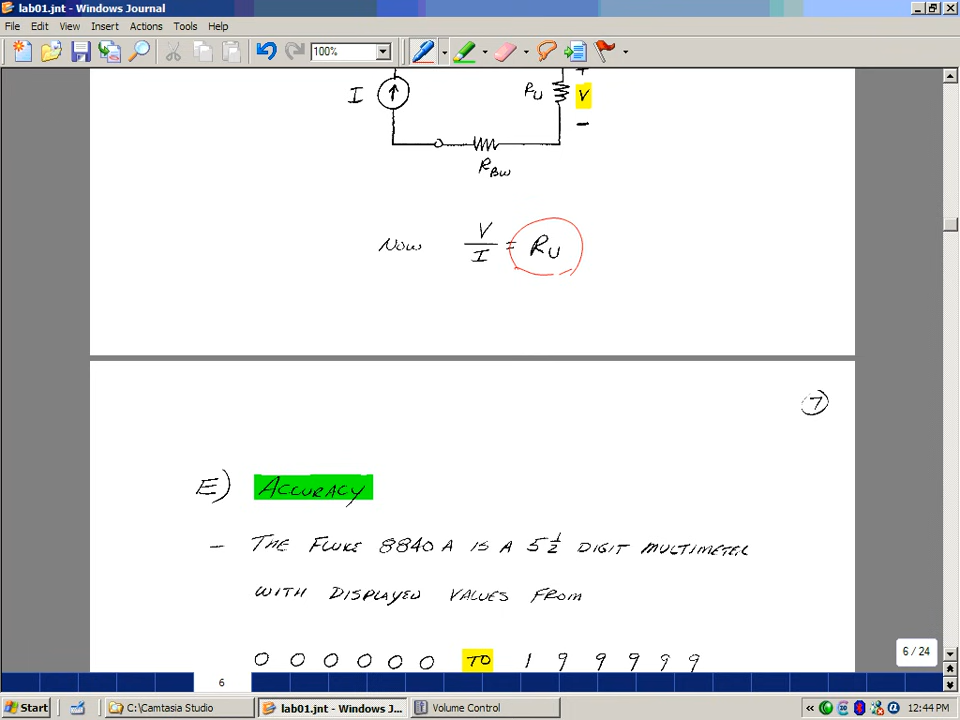 lab01.jnt - Windows Journal
File Edit View Insert Actions Tools Help
100%
I
RU
+
V
-
RBW
Now V/I = RU
7
E) ACCURACY
- THE FLUKE 8840 A IS A 5 1/2 DIGIT MULTIMETER
WITH DISPLAYED VALUES FROM
0 0 0 0 0 0 TO 1 9 9 9 9 9
6 / 24
6
Start C:\Camtasia Studio lab01.jnt - Windows J... Volume Control « 12:44 PM